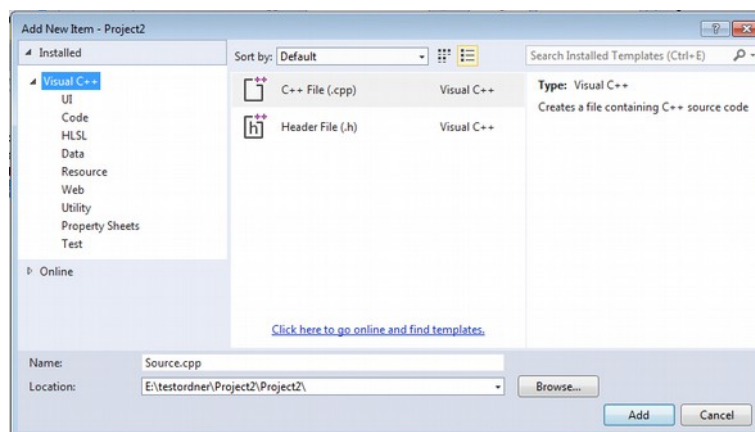 Add New Item - Project2
Installed
Sort by: Default
Search Installed Templates (Ctrl+E)
Visual C++
UI
Code
HLSL
Data
Resource
Web
Utility
Property Sheets
Test
Online
C++ File (.cpp) Visual C++
Header File (.h) Visual C++
Type: Visual C++
Creates a file containing C++ source code
Click here to go online and find templates.
Name: Source.cpp
Location: E:\testordner\Project2\Project2\
Browse...
Add Cancel